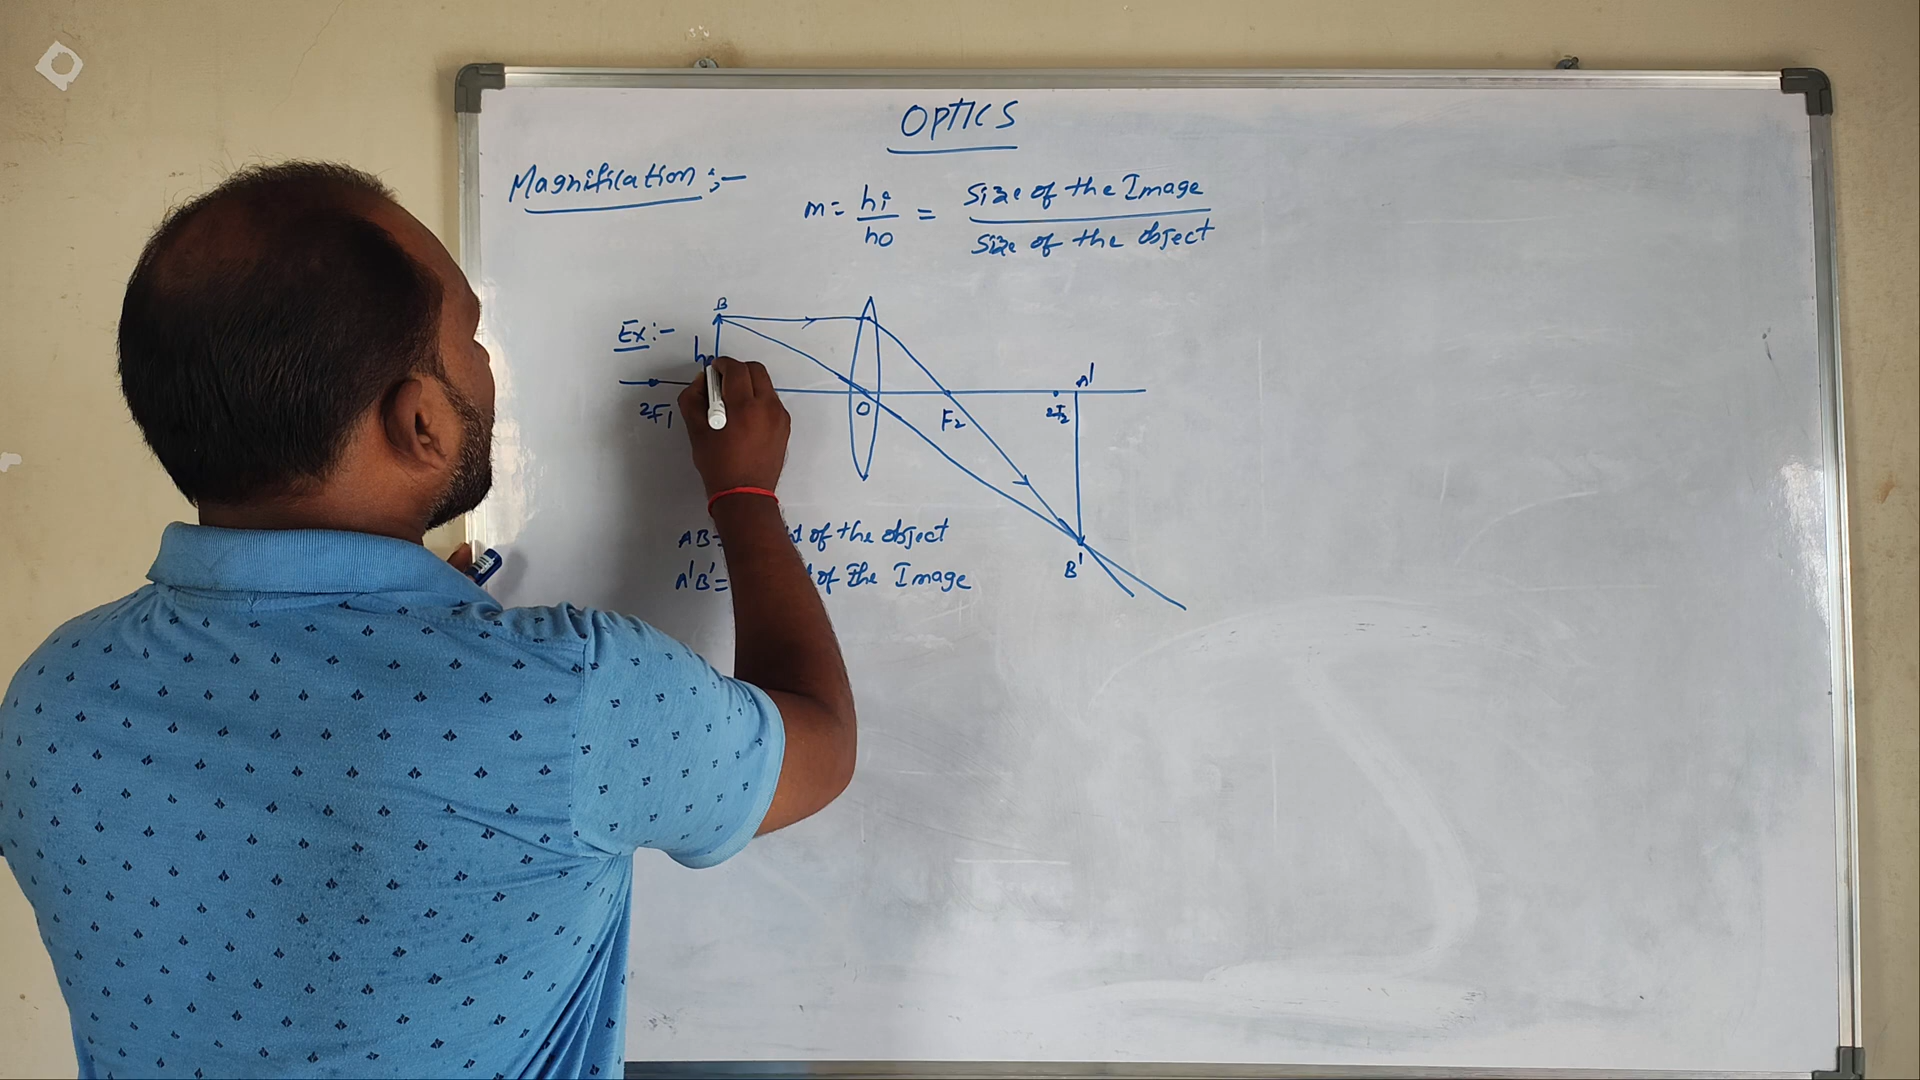 OPTICS
Magnification :-
m = hi/ho = Size of the Image / Size of the object
Ex :-
B
2F1
O
F2
2F2
A'
B'
AB = of the object
A'B' = of the Image